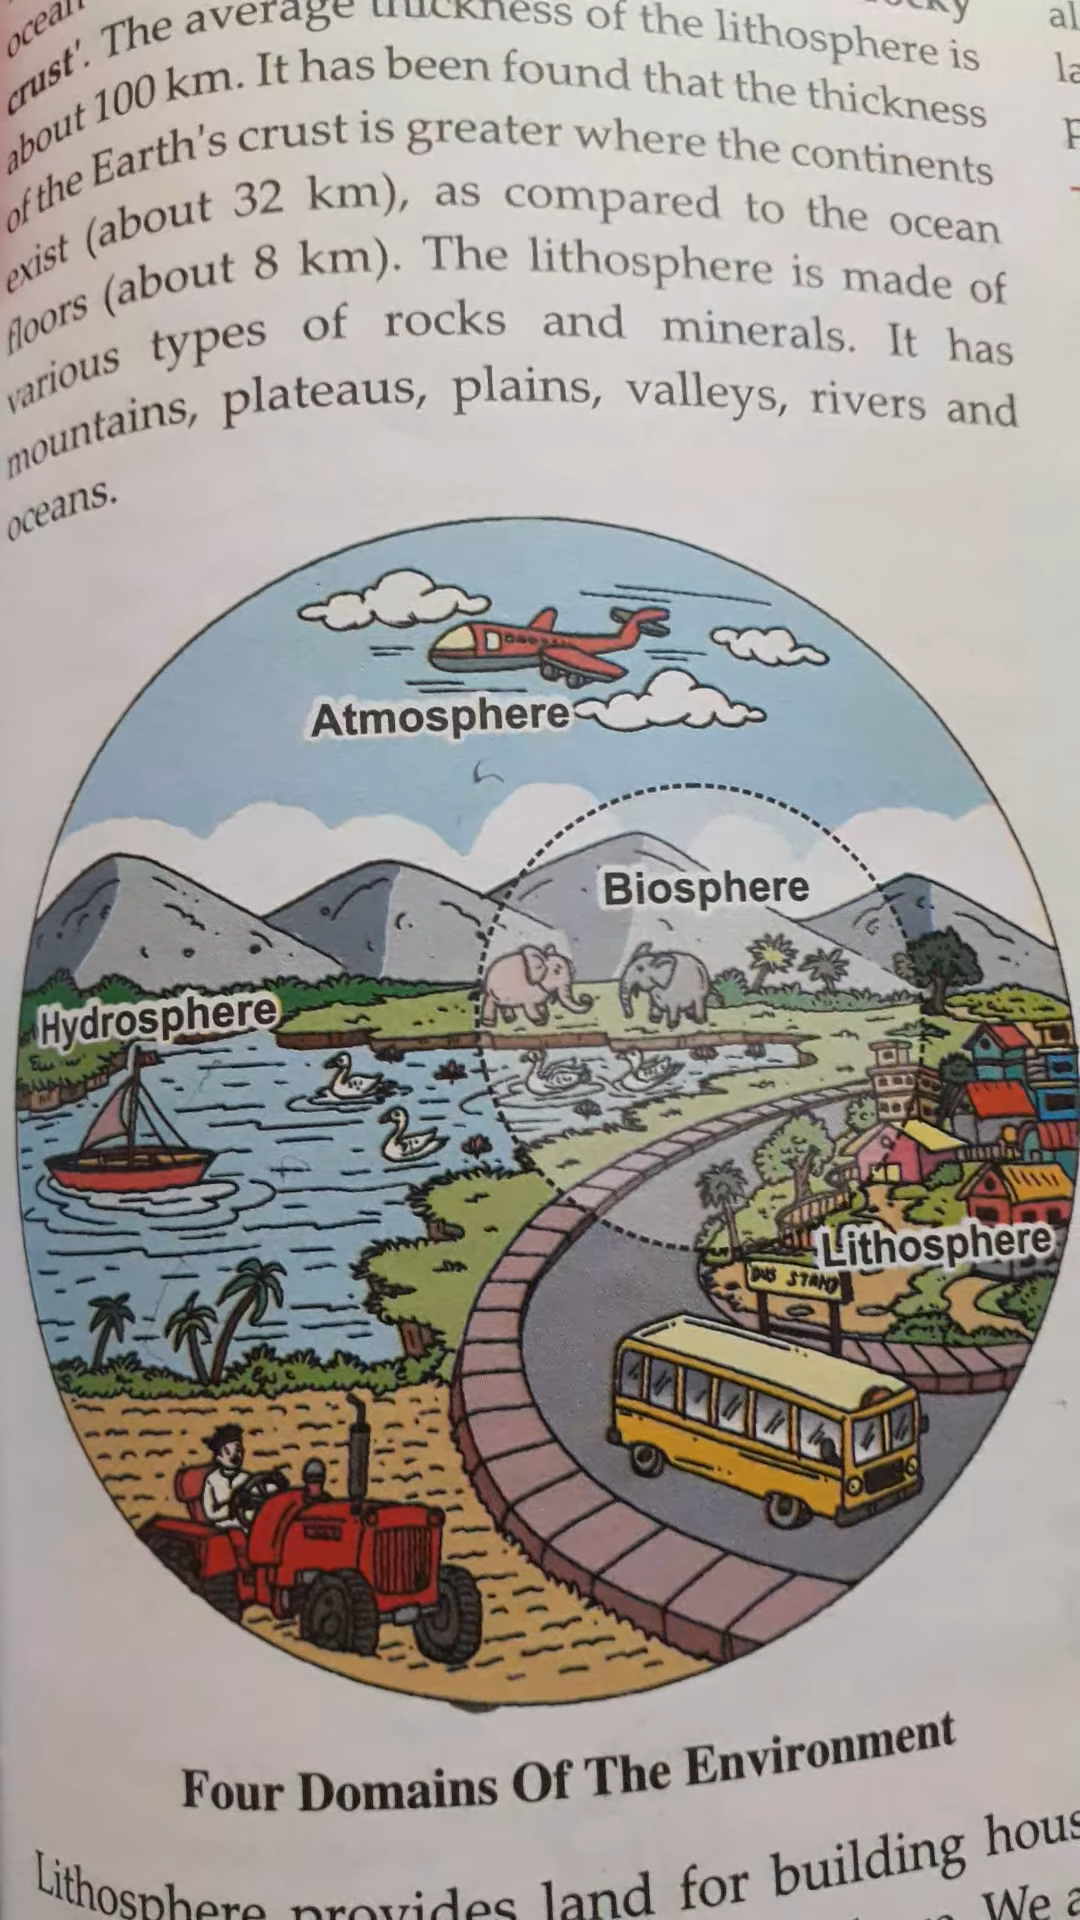 ocean
crust'. The average thickness of the lithosphere is
about 100 km. It has been found that the thickness
of the Earth's crust is greater where the continents
exist (about 32 km), as compared to the ocean
floors (about 8 km). The lithosphere is made of
various types of rocks and minerals. It has
mountains, plateaus, plains, valleys, rivers and
oceans.
Atmosphere
Biosphere
Hydrosphere
Lithosphere
BUS STAND
Four Domains Of The Environment
Lithosphere provides land for building hous
We a
al
la